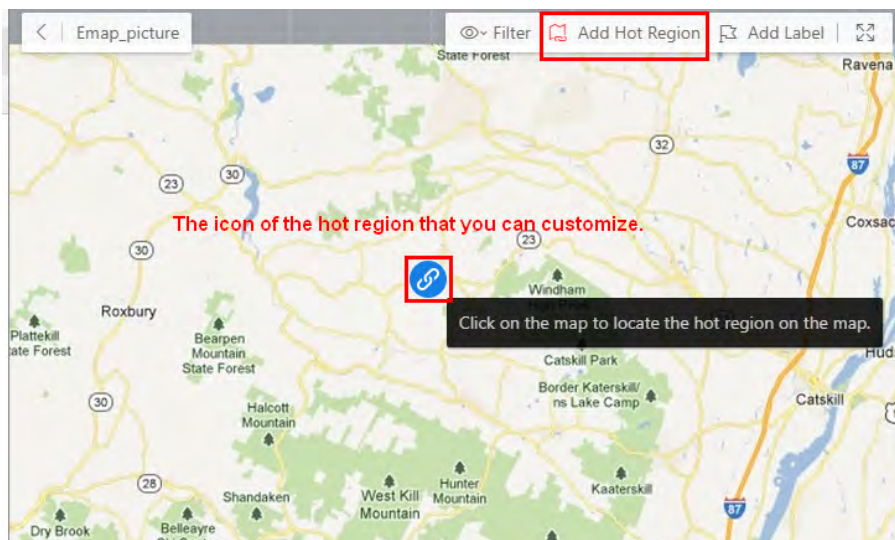 Emap_picture
Filter
Add Hot Region
Add Label
State Forest
Ravena
32
87
30
23
The icon of the hot region that you can customize.
Coxsac
23
30
Windham
Roxbury
Click on the map to locate the hot region on the map.
Plattekill
ate Forest
Bearpen
Mountain
State Forest
Catskill Park
Hud
Border Katerskill/
ns Lake Camp
30
Catskill
Halcott
Mountain
28
Shandaken
West Kill
Mountain
Hunter
Mountain
Kaaterskill
87
Dry Brook
Belleayre